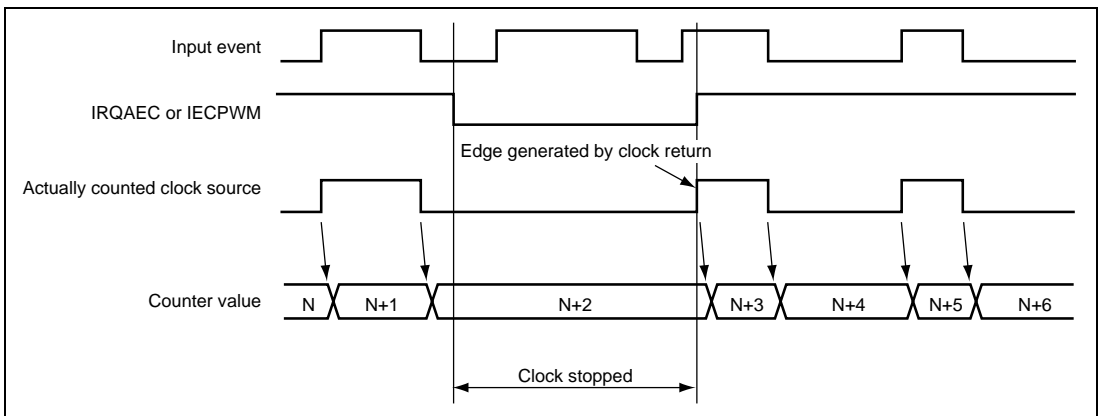 Input event
IRQAEC or IECPWM
Edge generated by clock return
Actually counted clock source
Counter value
N
N+1
N+2
N+3
N+4
N+5
N+6
Clock stopped